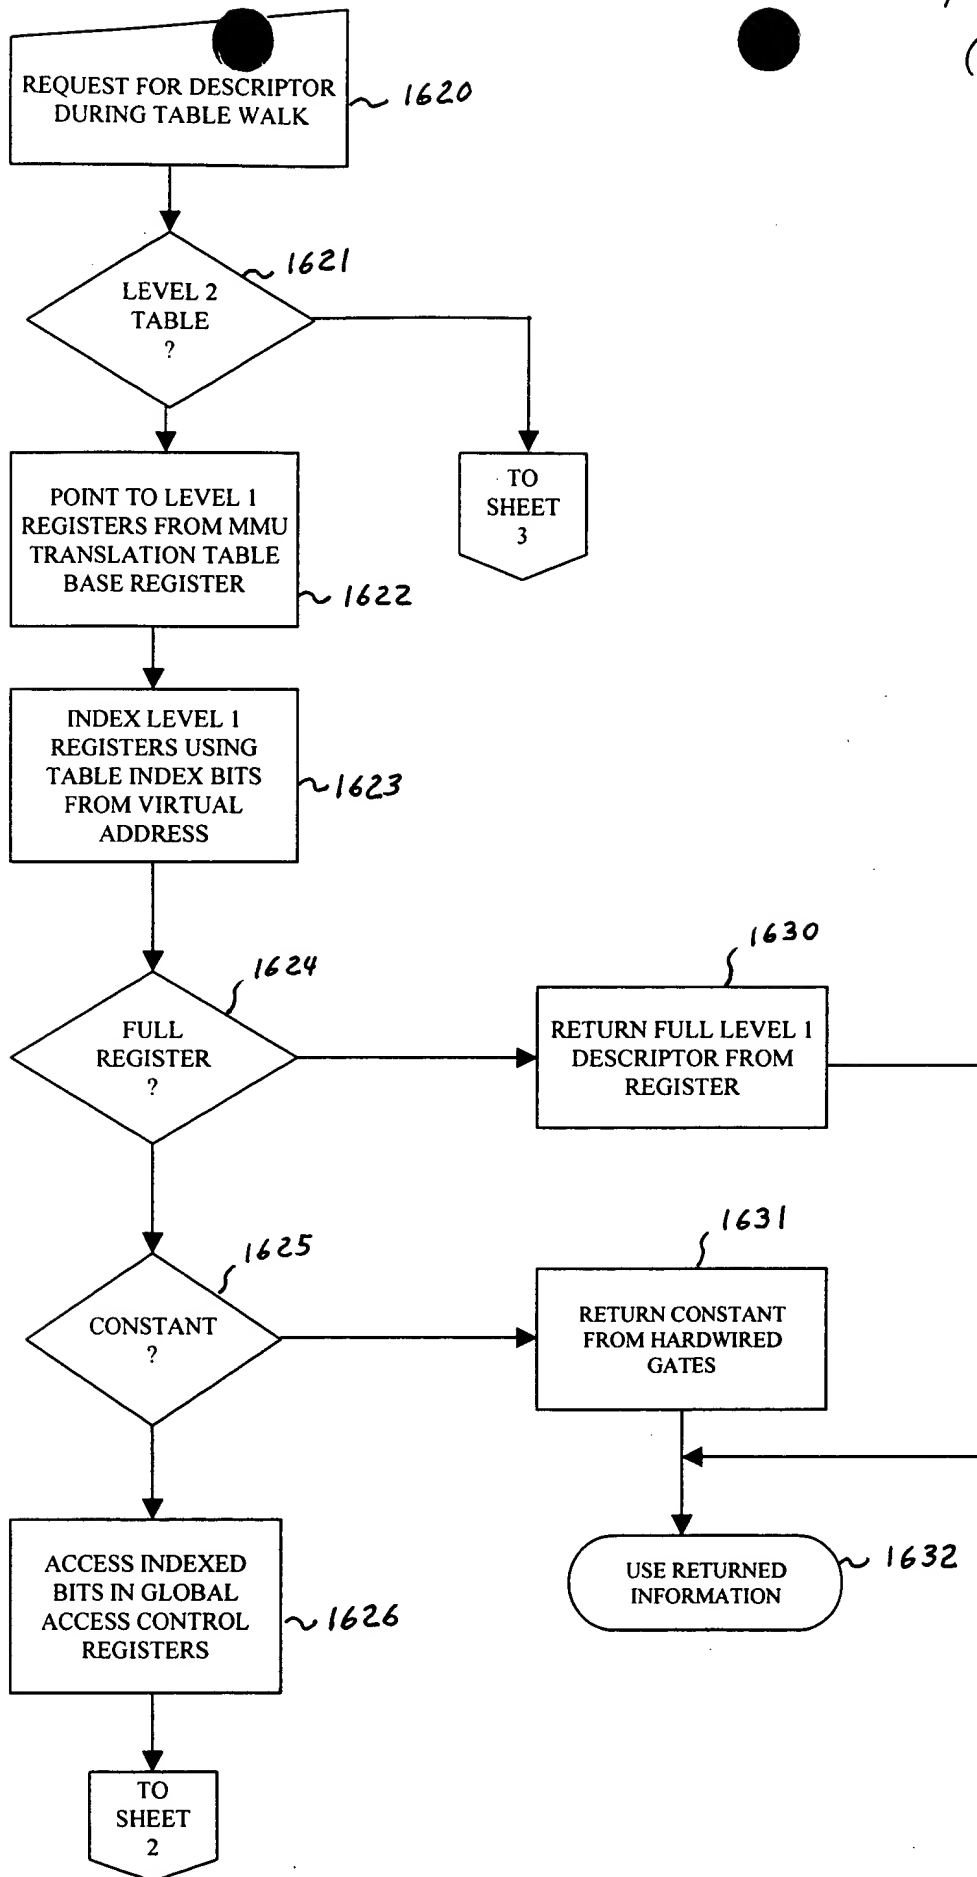 REQUEST FOR DESCRIPTOR
DURING TABLE WALK
1620
1621
LEVEL 2
TABLE
?
TO
SHEET
3
POINT TO LEVEL 1
REGISTERS FROM MMU
TRANSLATION TABLE
BASE REGISTER
1622
INDEX LEVEL 1
REGISTERS USING
TABLE INDEX BITS
FROM VIRTUAL
ADDRESS
1623
1624
FULL
REGISTER
?
1630
RETURN FULL LEVEL 1
DESCRIPTOR FROM
REGISTER
1625
CONSTANT
?
1631
RETURN CONSTANT
FROM HARDWIRED
GATES
ACCESS INDEXED
BITS IN GLOBAL
ACCESS CONTROL
REGISTERS
1626
USE RETURNED
INFORMATION
1632
TO
SHEET
2